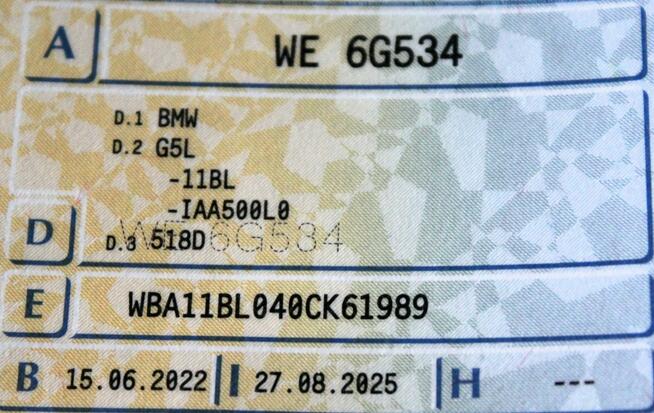 A WE 6G534
D.1 BMW
D.2 G5L
-11BL
-IAA500L0
D D.3 518D WE 6G534
E WBA11BL040CK61989
B 15.06.2022 I 27.08.2025 H ---